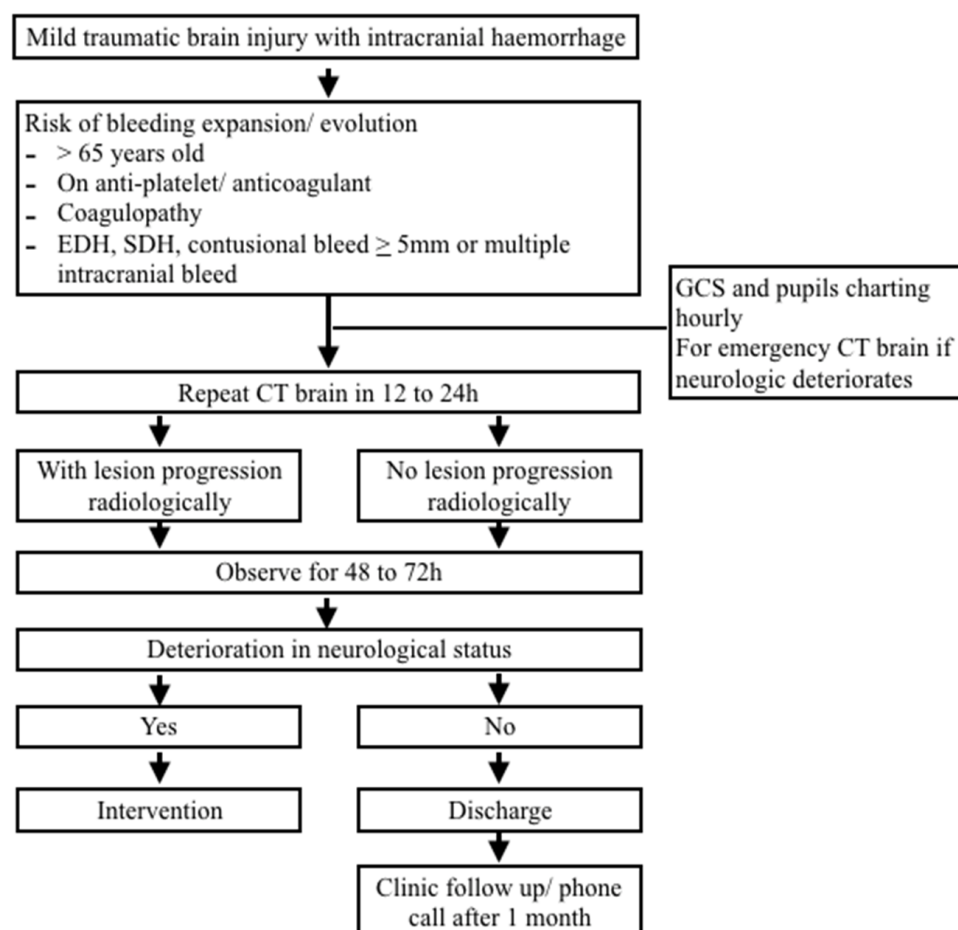 Mild traumatic brain injury with intracranial haemorrhage
Risk of bleeding expansion/ evolution
- > 65 years old
- On anti-platelet/ anticoagulant
- Coagulopathy
- EDH, SDH, contusional bleed ≥ 5mm or multiple
intracranial bleed
GCS and pupils charting
hourly
For emergency CT brain if
neurologic deteriorates
Repeat CT brain in 12 to 24h
With lesion progression
radiologically
No lesion progression
radiologically
Observe for 48 to 72h
Deterioration in neurological status
Yes
No
Intervention
Discharge
Clinic follow up/ phone
call after 1 month